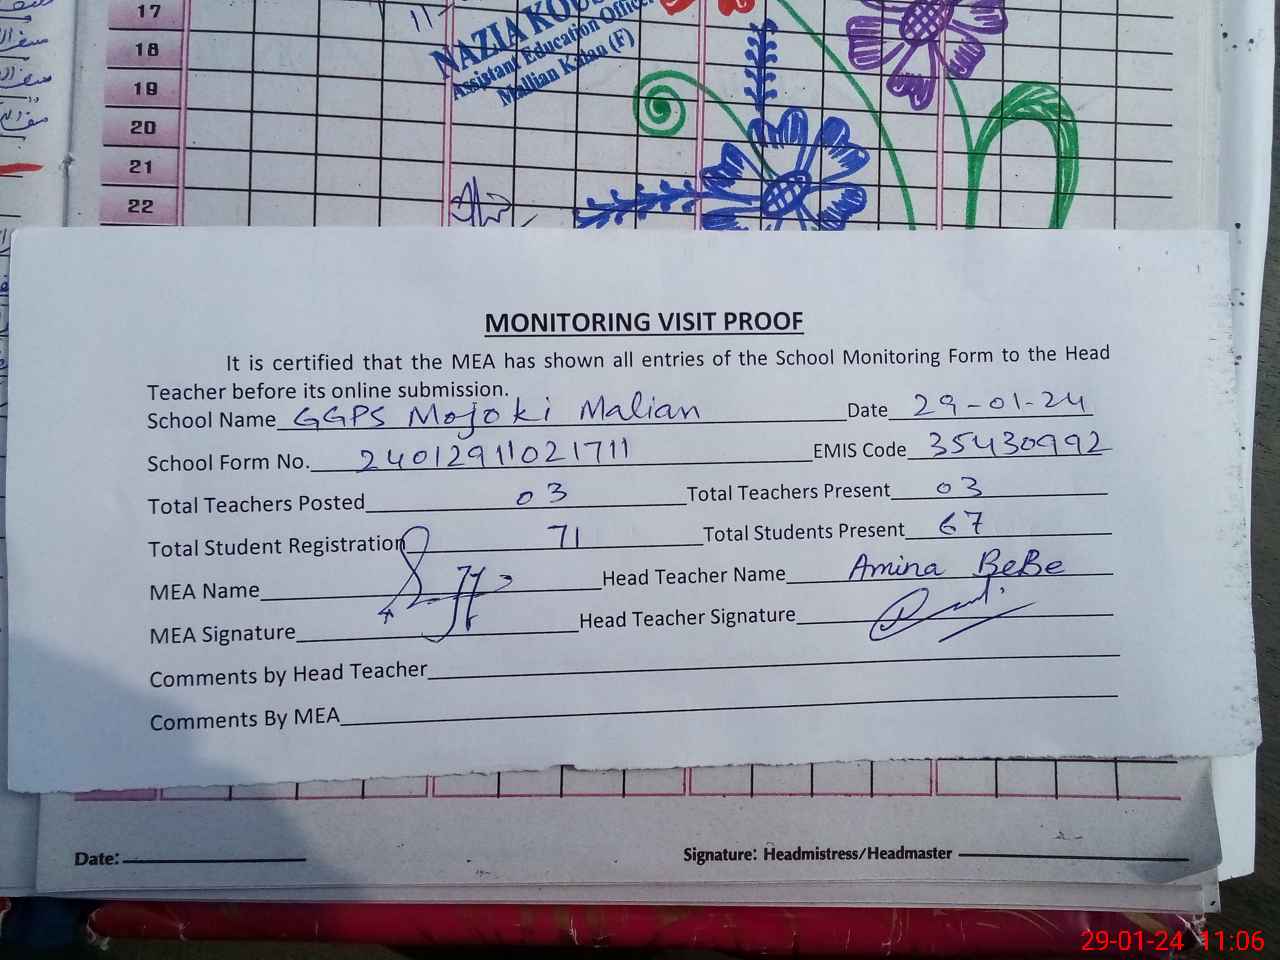 17
18
19
20
21
22
11-
NAZIA
Assistant Education Officer
Mallian Kalan (F)
MONITORING VISIT PROOF
It is certified that the MEA has shown all entries of the School Monitoring Form to the Head
Teacher before its online submission.
School Name GGPS Mojoki Malian Date 29-01-24
School Form No. 24012911021711 EMIS Code 35430992
Total Teachers Posted 03 Total Teachers Present 03
Total Student Registration 71 Total Students Present 67
MEA Name Head Teacher Name Amina BeBe
MEA Signature Head Teacher Signature
Comments by Head Teacher
Comments By MEA
Date: Signature: Headmistress/Headmaster
29-01-24 11:06